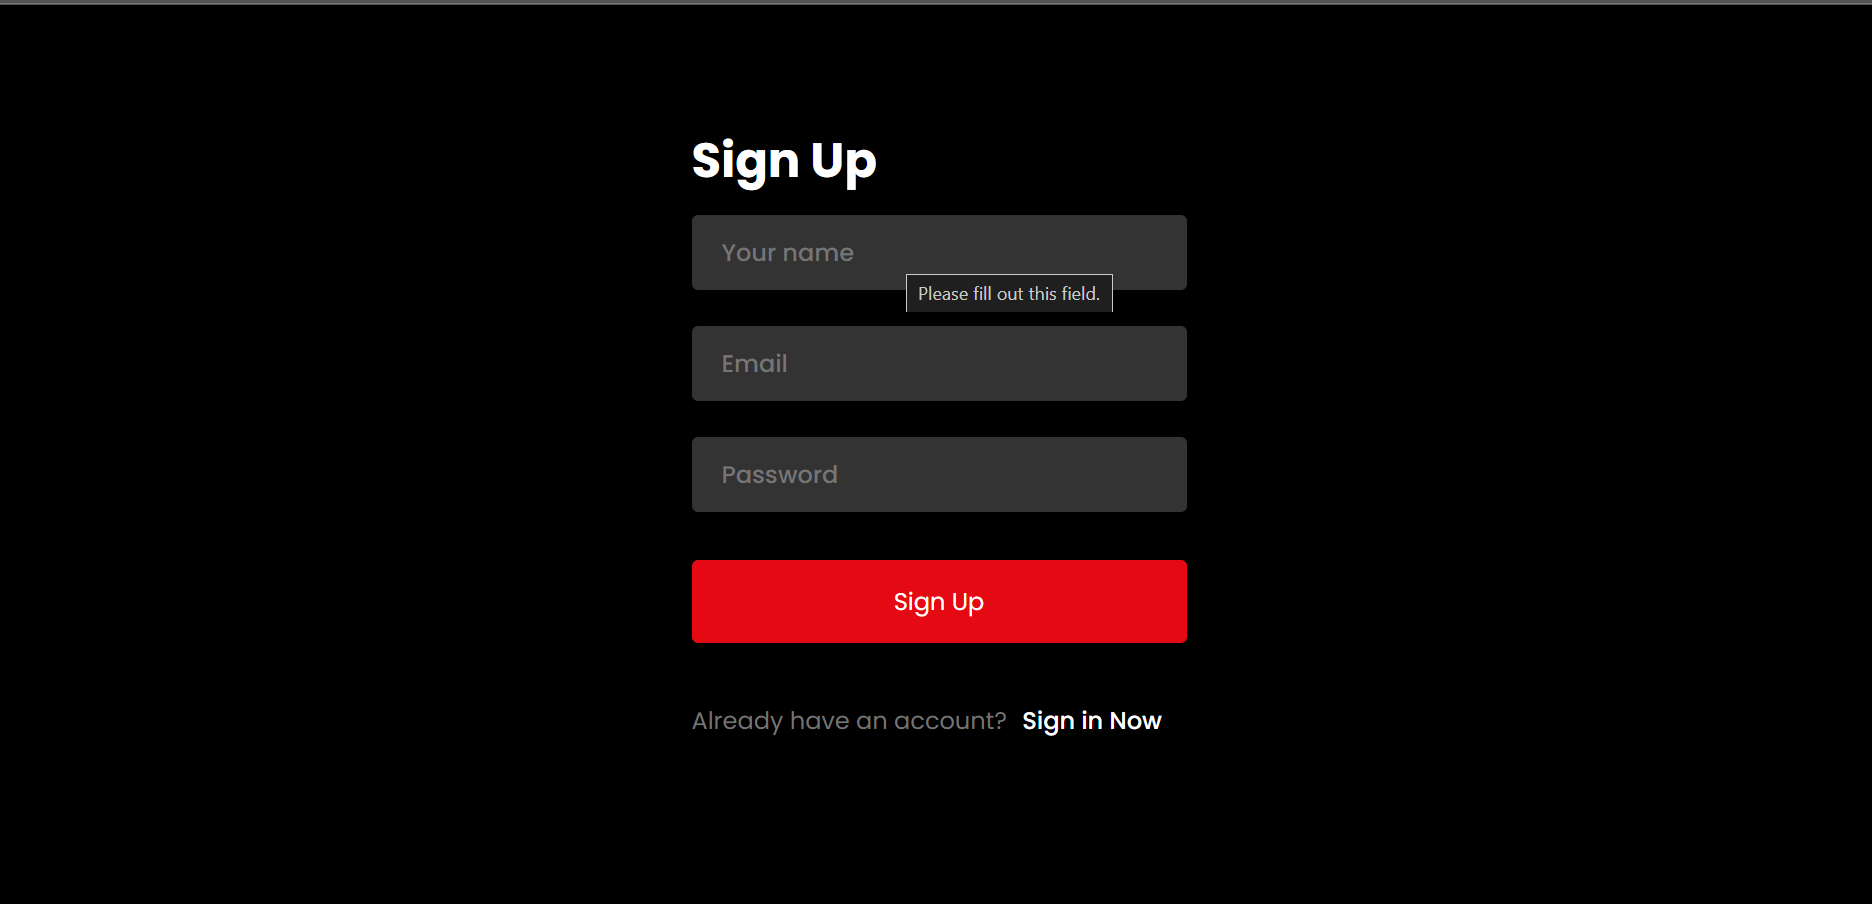 Sign Up
Your name
Please fill out this field.
Email
Password
Sign Up
Already have an account? Sign in Now